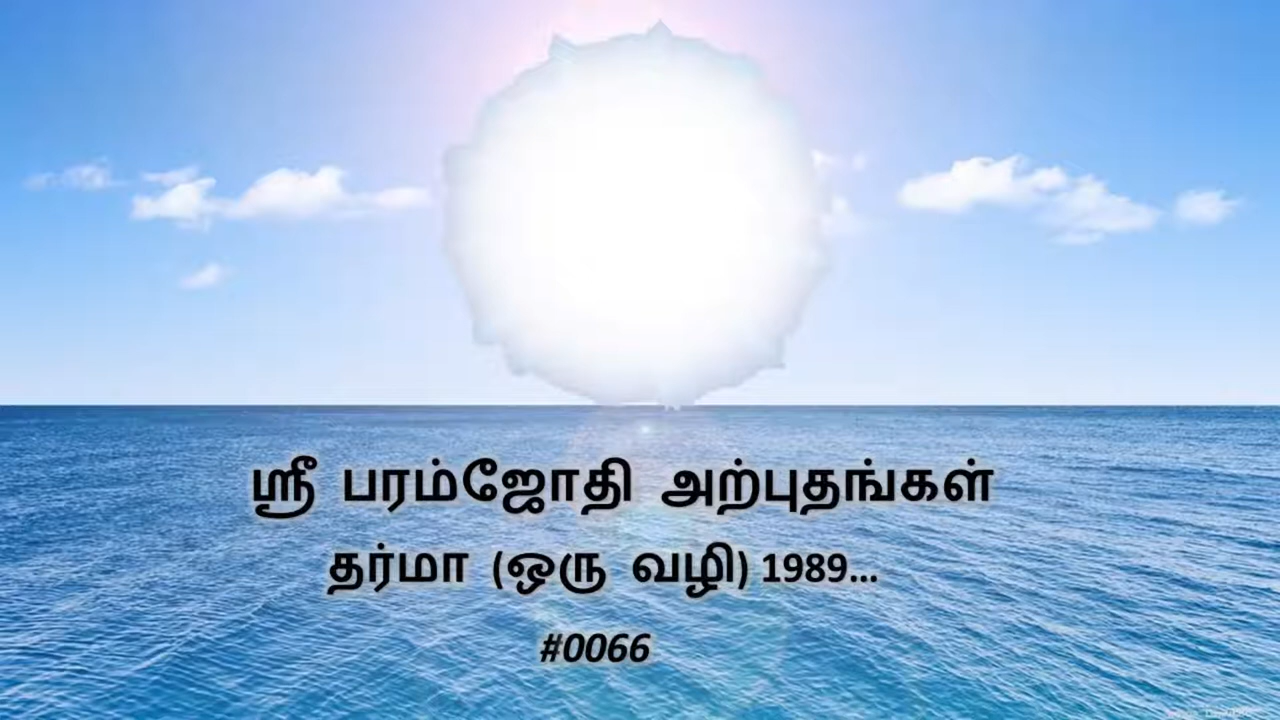 ஸ்ரீ பரம்ஜோதி அற்புதங்கள்
தர்மா (ஒரு வழி) 1989...
#0066